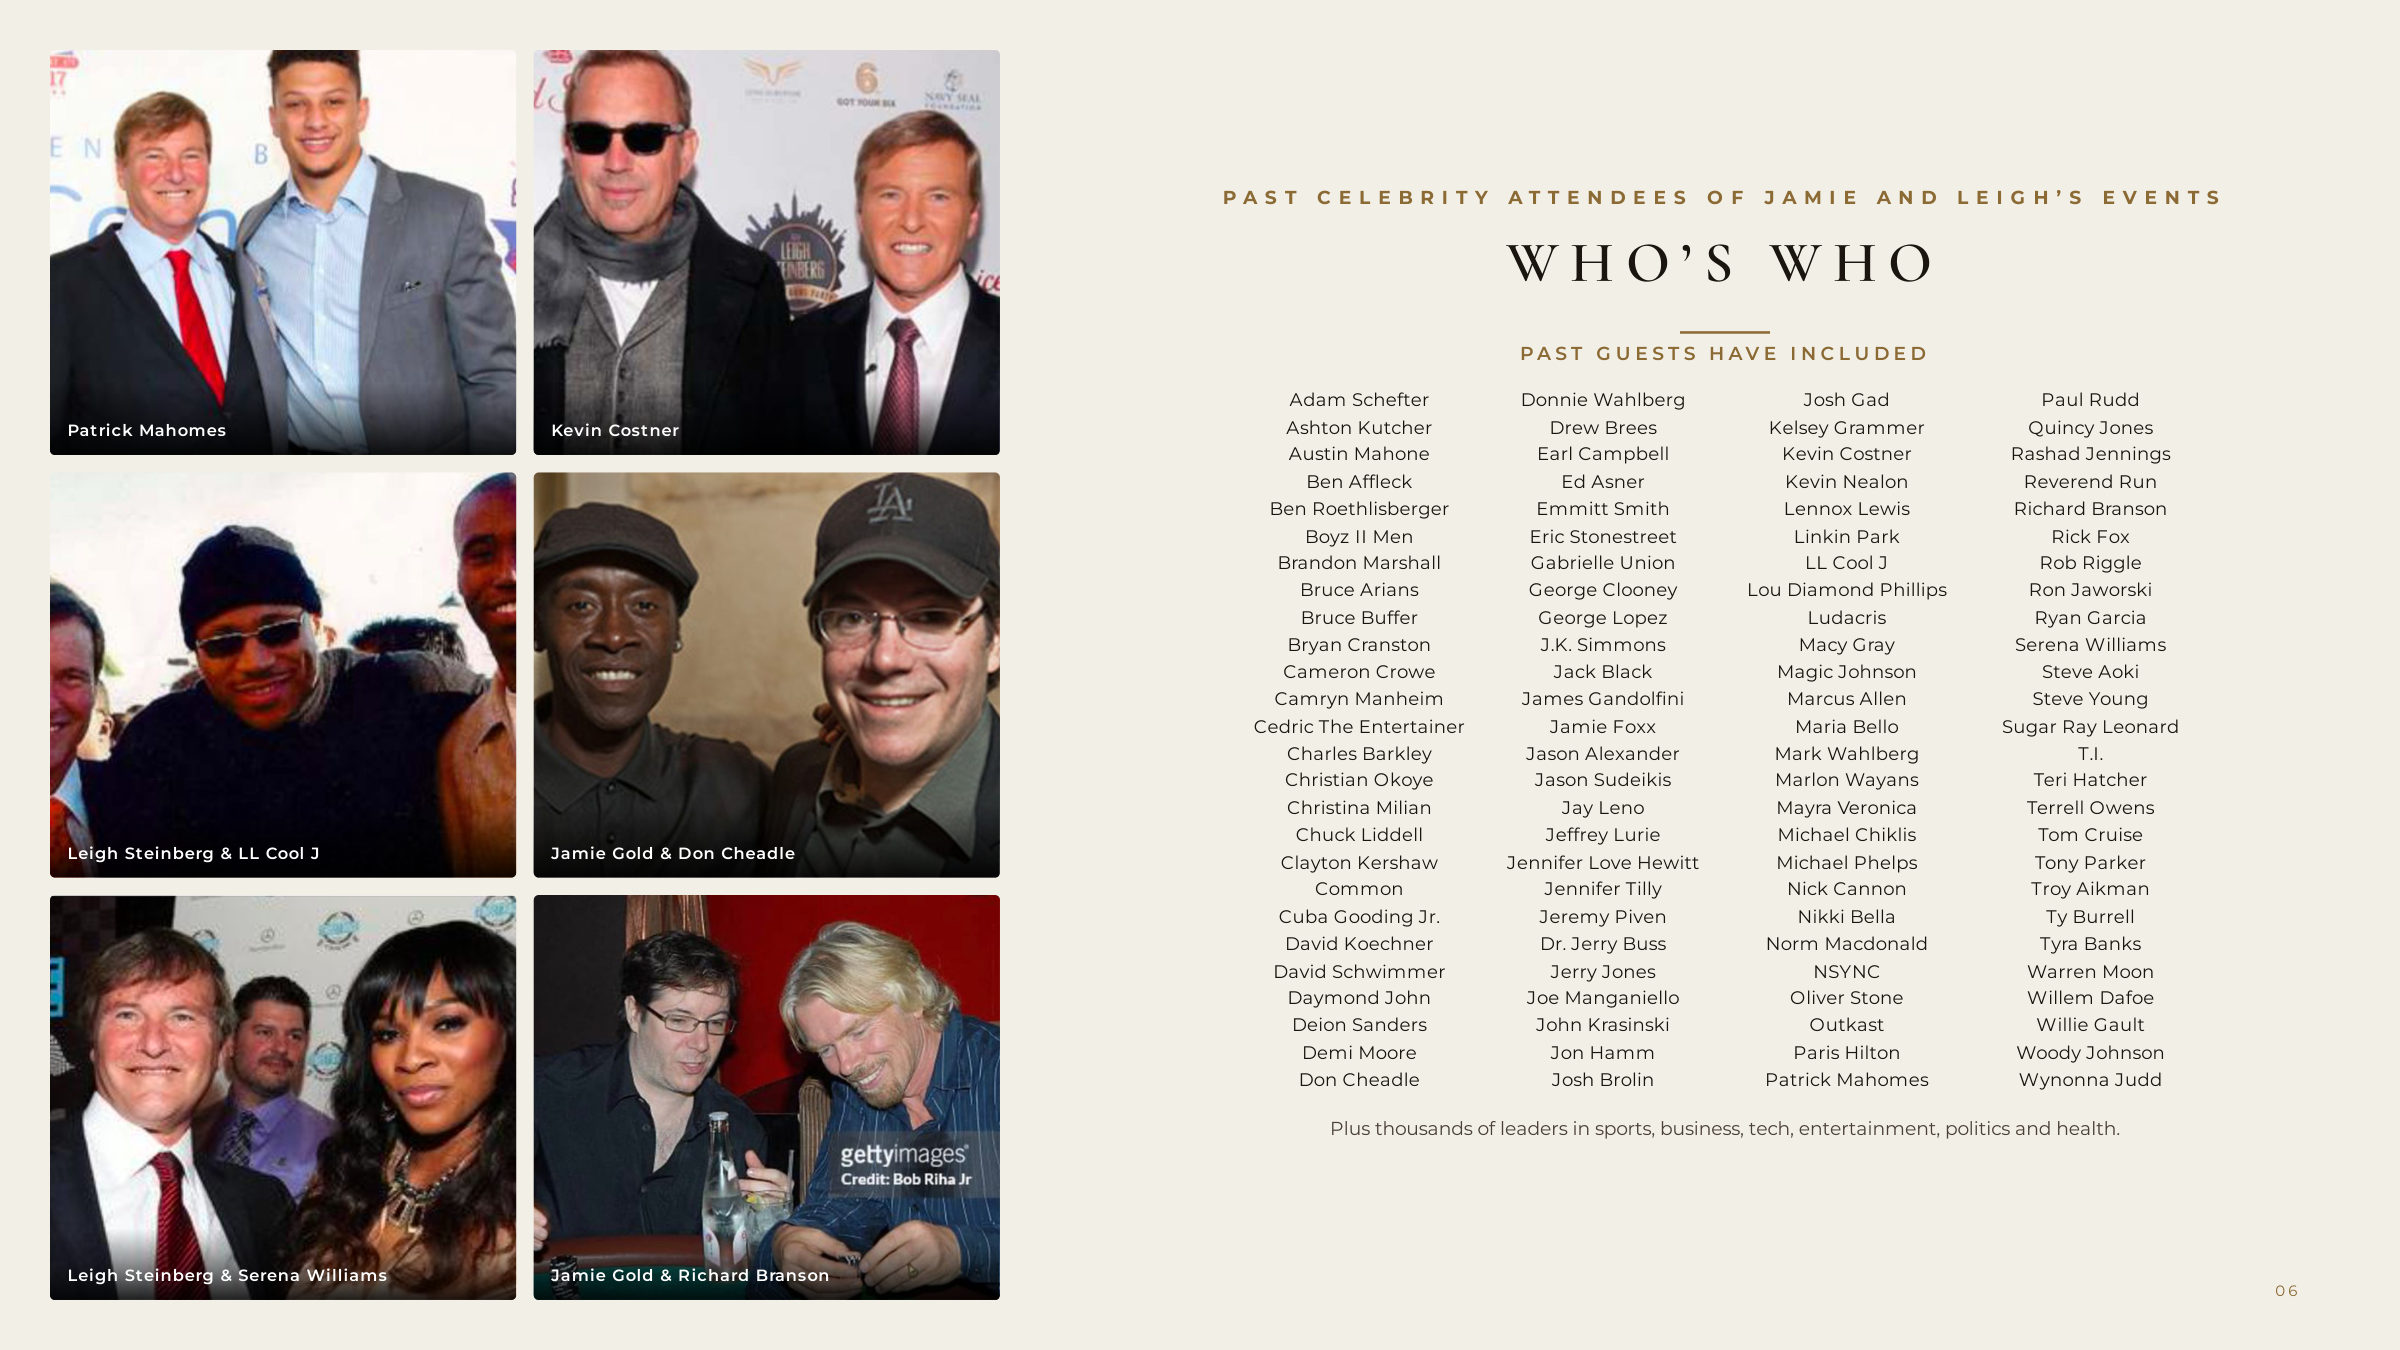 17
E N
B
Patrick Mahomes
GOT YOUR SIX
NAVY SEAL
FOUNDATION
LEIGH
STEINBERG
Kevin Costner
Leigh Steinberg & LL Cool J
LA
Jamie Gold & Don Cheadle
Leigh Steinberg & Serena Williams
gettyimages®
Credit: Bob Riha Jr
Jamie Gold & Richard Branson
PAST CELEBRITY ATTENDEES OF JAMIE AND LEIGH’S EVENTS
WHO’S WHO
PAST GUESTS HAVE INCLUDED
Adam Schefter
Ashton Kutcher
Austin Mahone
Ben Affleck
Ben Roethlisberger
Boyz II Men
Brandon Marshall
Bruce Arians
Bruce Buffer
Bryan Cranston
Cameron Crowe
Camryn Manheim
Cedric The Entertainer
Charles Barkley
Christian Okoye
Christina Milian
Chuck Liddell
Clayton Kershaw
Common
Cuba Gooding Jr.
David Koechner
David Schwimmer
Daymond John
Deion Sanders
Demi Moore
Don Cheadle
Donnie Wahlberg
Drew Brees
Earl Campbell
Ed Asner
Emmitt Smith
Eric Stonestreet
Gabrielle Union
George Clooney
George Lopez
J.K. Simmons
Jack Black
James Gandolfini
Jamie Foxx
Jason Alexander
Jason Sudeikis
Jay Leno
Jeffrey Lurie
Jennifer Love Hewitt
Jennifer Tilly
Jeremy Piven
Dr. Jerry Buss
Jerry Jones
Joe Manganiello
John Krasinski
Jon Hamm
Josh Brolin
Josh Gad
Kelsey Grammer
Kevin Costner
Kevin Nealon
Lennox Lewis
Linkin Park
LL Cool J
Lou Diamond Phillips
Ludacris
Macy Gray
Magic Johnson
Marcus Allen
Maria Bello
Mark Wahlberg
Marlon Wayans
Mayra Veronica
Michael Chiklis
Michael Phelps
Nick Cannon
Nikki Bella
Norm Macdonald
NSYNC
Oliver Stone
Outkast
Paris Hilton
Patrick Mahomes
Paul Rudd
Quincy Jones
Rashad Jennings
Reverend Run
Richard Branson
Rick Fox
Rob Riggle
Ron Jaworski
Ryan Garcia
Serena Williams
Steve Aoki
Steve Young
Sugar Ray Leonard
T.I.
Teri Hatcher
Terrell Owens
Tom Cruise
Tony Parker
Troy Aikman
Ty Burrell
Tyra Banks
Warren Moon
Willem Dafoe
Willie Gault
Woody Johnson
Wynonna Judd
Plus thousands of leaders in sports, business, tech, entertainment, politics and health.
06